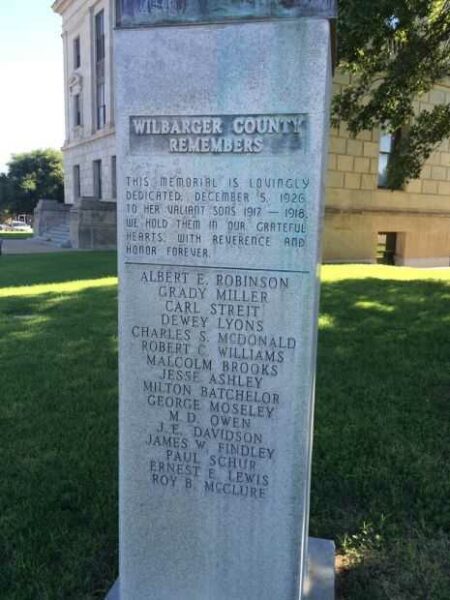 WILBARGER COUNTY
REMEMBERS
THIS MEMORIAL IS LOVINGLY
DEDICATED, DECEMBER 5, 1926
TO HER VALIANT SONS 1917 — 1918.
WE HOLD THEM IN OUR GRATEFUL
HEARTS, WITH REVERENCE AND
HONOR FOREVER.
ALBERT E. ROBINSON
GRADY MILLER
CARL STREIT
DEWEY LYONS
CHARLES S. MCDONALD
ROBERT C. WILLIAMS
MALCOLM BROOKS
JESSE ASHLEY
MILTON BATCHELOR
GEORGE MOSELEY
M.D. OWEN
J.E. DAVIDSON
JAMES W. FINDLEY
PAUL SCHUR
ERNEST E. LEWIS
ROY B. MCCLURE